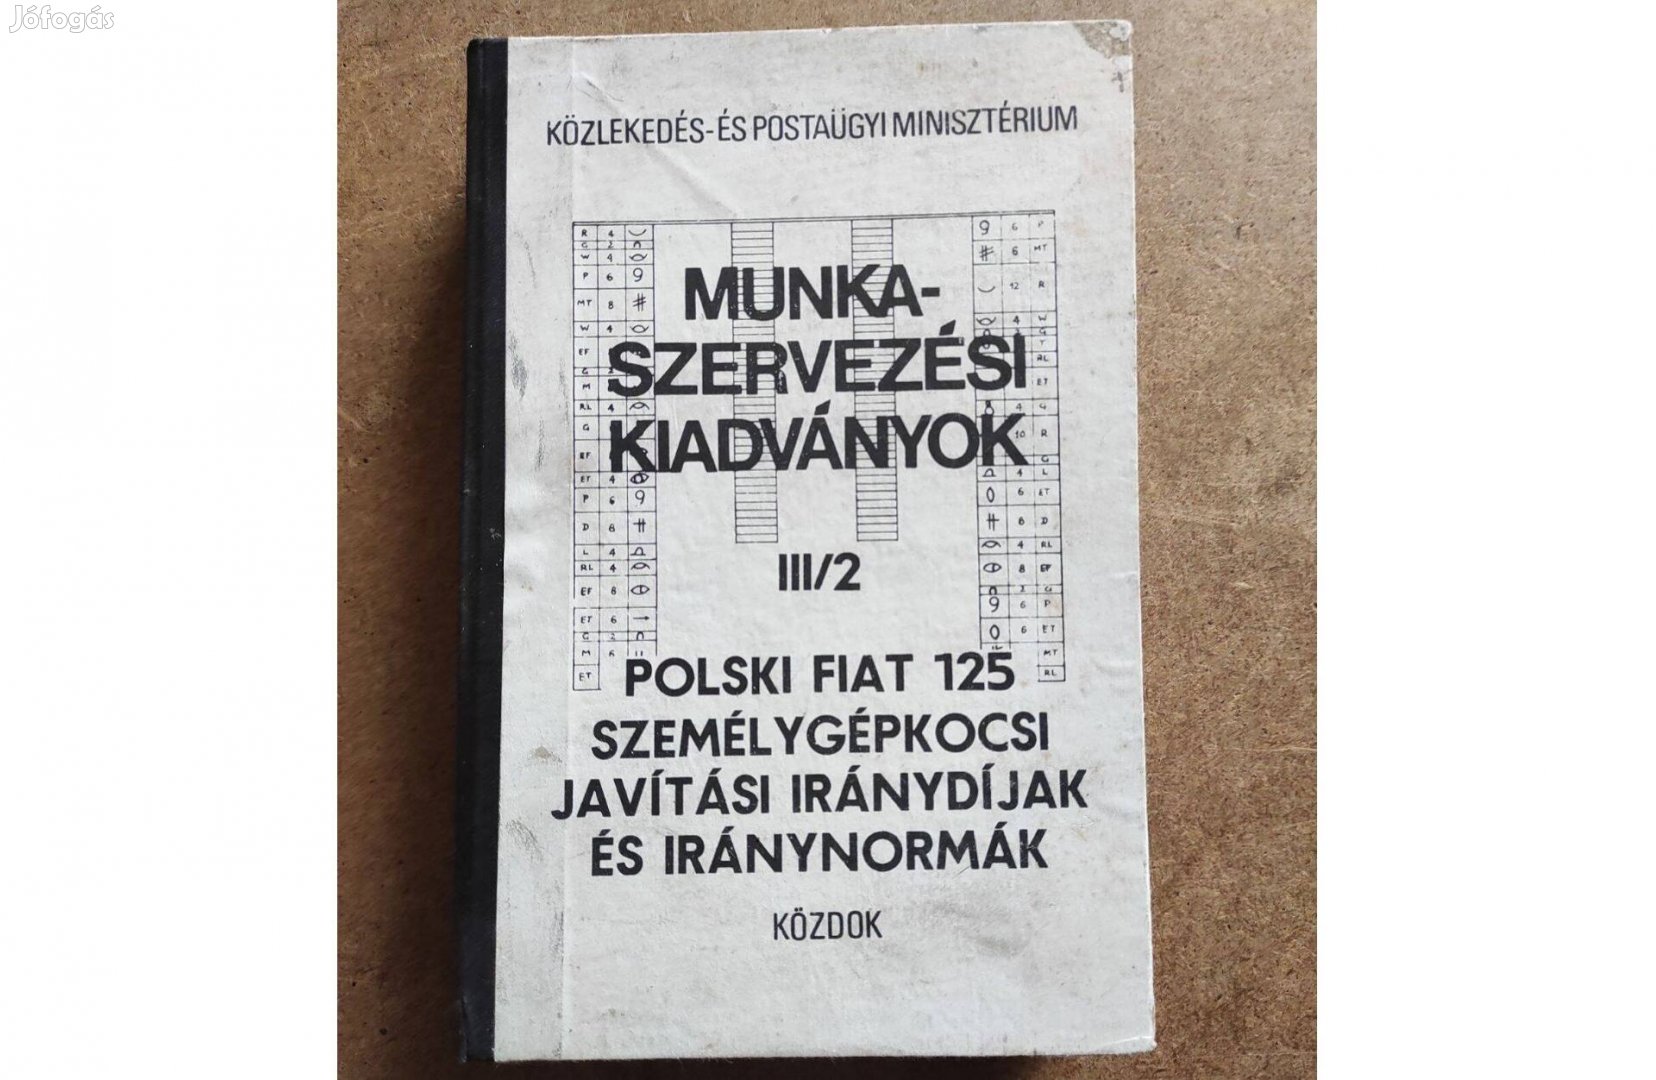 Jófogás
KÖZLEKEDÉS-ÉS POSTAÜGYI MINISZTÉRIUM
MUNKA-
SZERVEZÉSI
KIADVÁNYOK
III/2
POLSKI FIAT 125
SZEMÉLYGÉPKOCSI
JAVÍTÁSI IRÁNYDÍJAK
ÉS IRÁNYNORMÁK
KÖZDOK